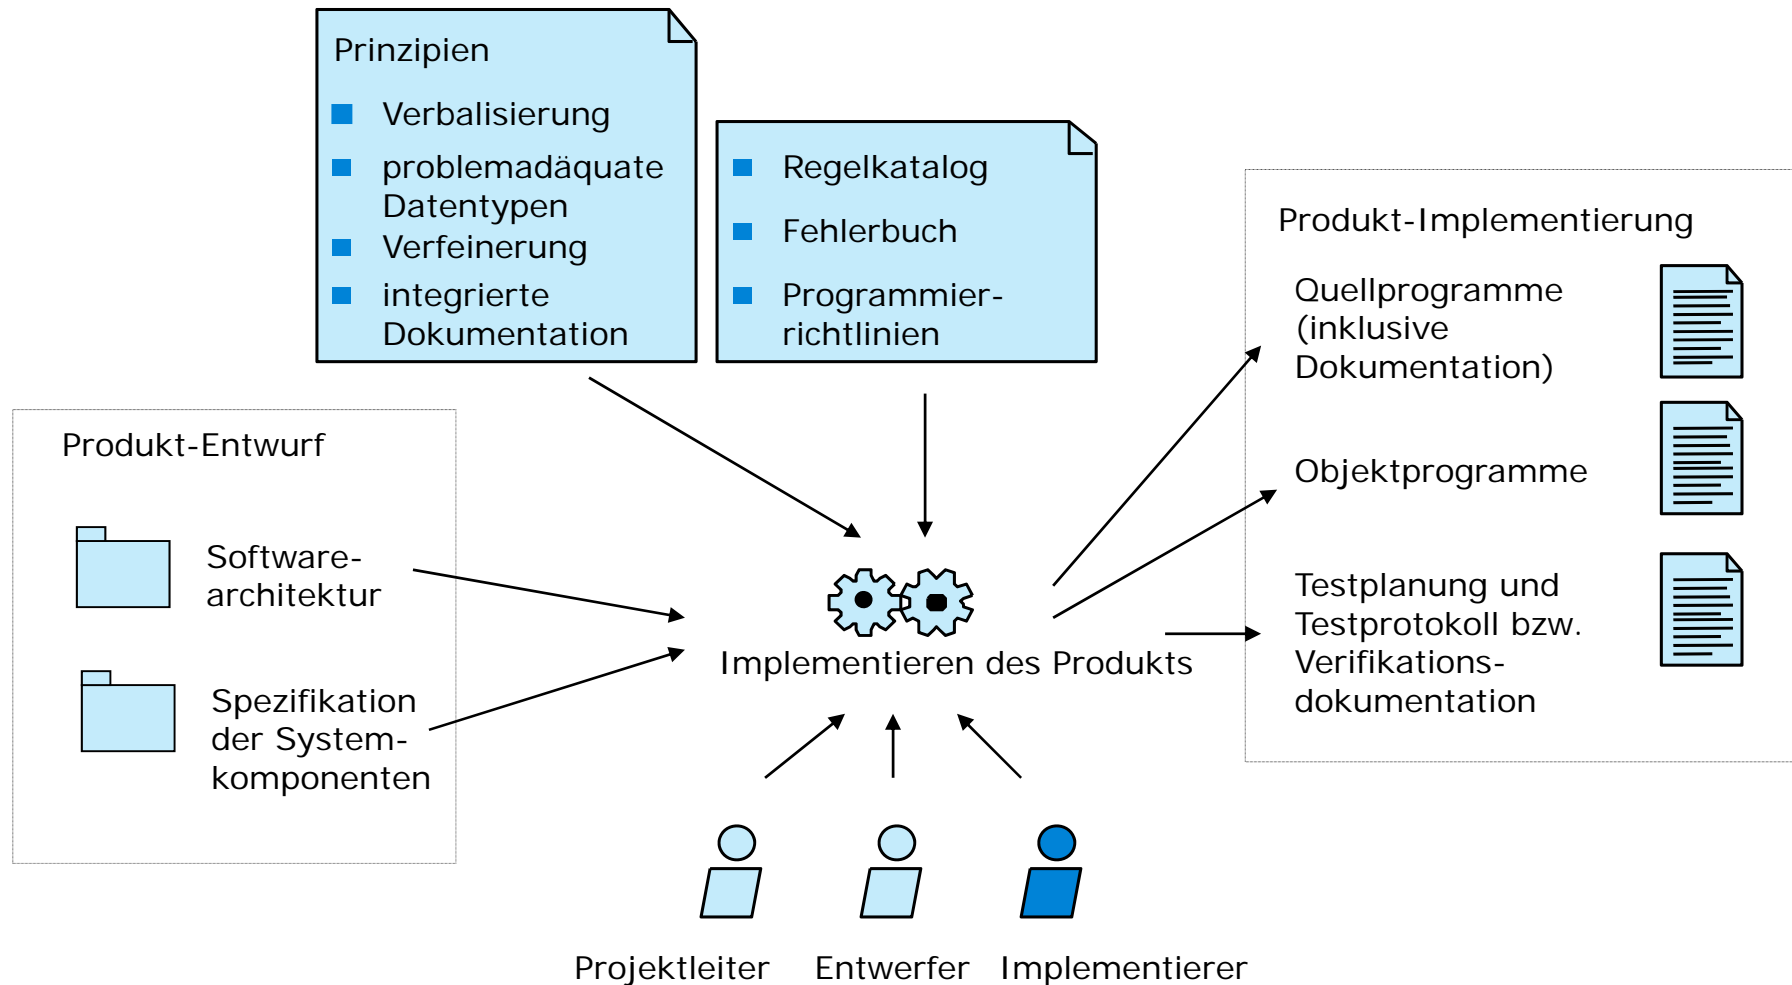 Prinzipien
Verbalisierung
problemadäquate
Datentypen
Verfeinerung
integrierte
Dokumentation
Regelkatalog
Fehlerbuch
Programmier-
richtlinien
Produkt-Entwurf
Software-
architektur
Spezifikation
der System-
komponenten
Implementieren des Produkts
Produkt-Implementierung
Quellprogramme
(inklusive
Dokumentation)
Objektprogramme
Testplanung und
Testprotokoll bzw.
Verifikations-
dokumentation
Projektleiter
Entwerfer
Implementierer